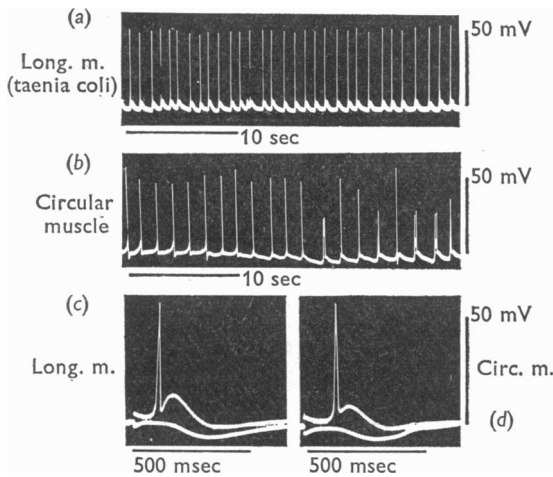 (a)
50 mV
Long. m.
(taenia coli)
10 sec
(b)
50 mV
Circular
muscle
10 sec
(c)
50 mV
Long. m.
Circ. m.
(d)
500 msec
500 msec